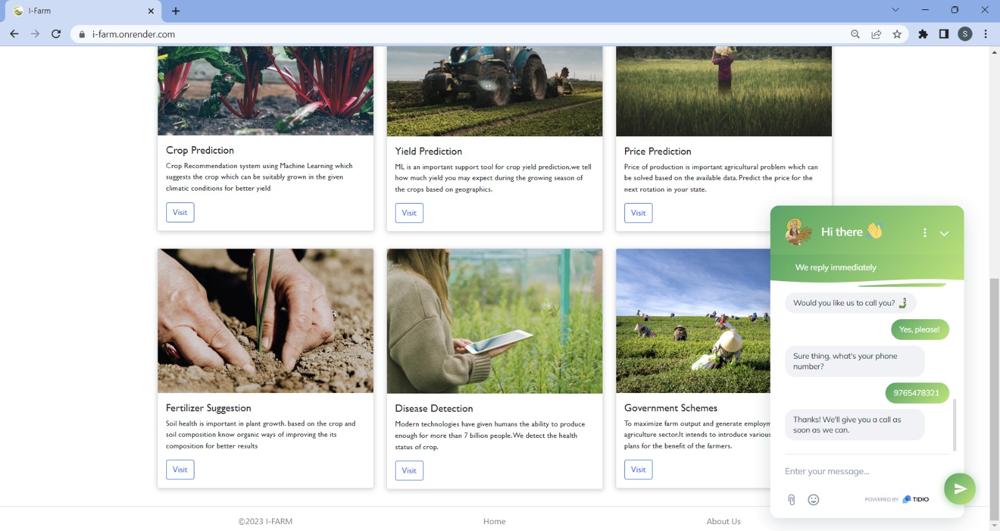 I-Farm
i-farm.onrender.com
S
Crop Prediction
Crop Recommendation system using Machine Learning which
suggests the crop which can be suitably grown in the given
climatic conditions for better yield
Visit
Yield Prediction
ML is an important support tool for crop yield prediction,we tell
how much yield you may expect during the growing season of
the crops based on geographics.
Visit
Price Prediction
Price of production is important agricultural problem which can
be solved based on the available data. Predict the price for the
next rotation in your state.
Visit
Fertilizer Suggestion
Soil health is important in plant growth. based on the crop and
soil composition know organic ways of improving the its
composition for better results
Visit
Disease Detection
Modern technologies have given humans the ability to produce
enough for more than 7 billion people.We detect the health
status of crop.
Visit
Government Schemes
To maximize farm output and generate employm
agriculture sector.It intends to introduce various
plans for the benefit of the farmers.
Visit
Hi there 👋
We reply immediately
Would you like us to call you? 🤳
Yes, please!
Sure thing, what's your phone
number?
9765478321
Thanks! We'll give you a call as
soon as we can.
Enter your message...
POWERED BY TIDIO
©2023 I-FARM
Home
About Us